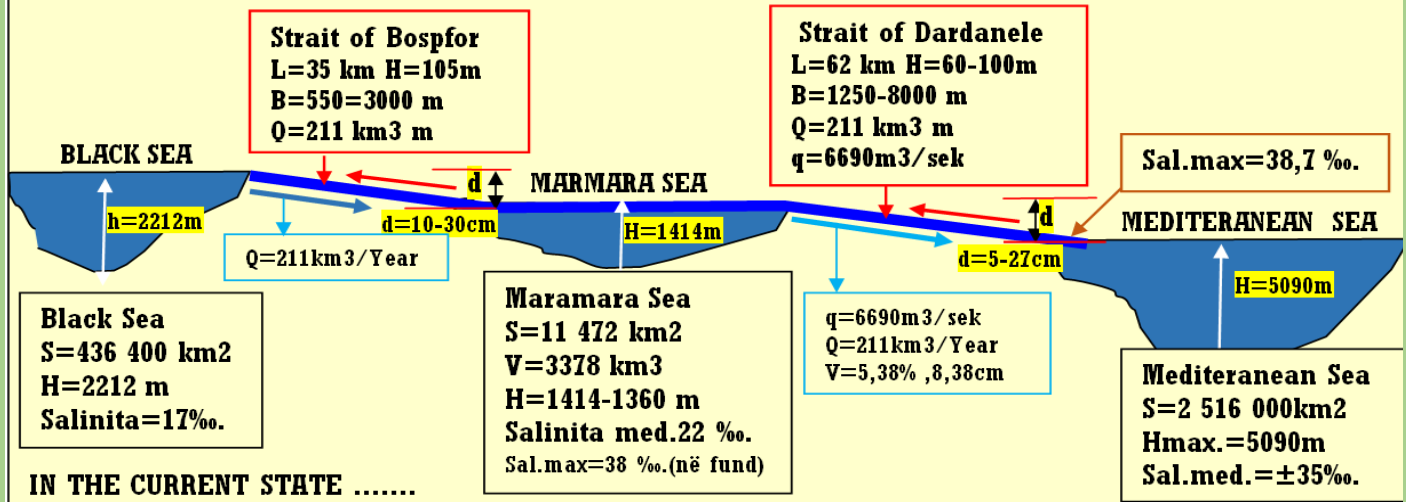 Strait of Bospfor
L=35 km H=105m
B=550=3000 m
Q=211 km3 m
Strait of Dardanele
L=62 km H=60-100m
B=1250-8000 m
Q=211 km3 m
q=6690m3/sek
BLACK SEA
d
MARMARA SEA
Sal.max=38,7 ‰.
h=2212m
d=10-30cm
H=1414m
d
MEDITERANEAN SEA
Q=211km3/Year
d=5-27cm
H=5090m
Black Sea
S=436 400 km2
H=2212 m
Salinita=17‰.
Maramara Sea
S=11 472 km2
V=3378 km3
H=1414-1360 m
Salinita med.22 ‰.
Sal.max=38 ‰.(në fund)
q=6690m3/sek
Q=211km3/Year
V=5,38% ,8,38cm
Mediteranean Sea
S=2 516 000km2
Hmax.=5090m
Sal.med.=±35‰.
IN THE CURRENT STATE .......